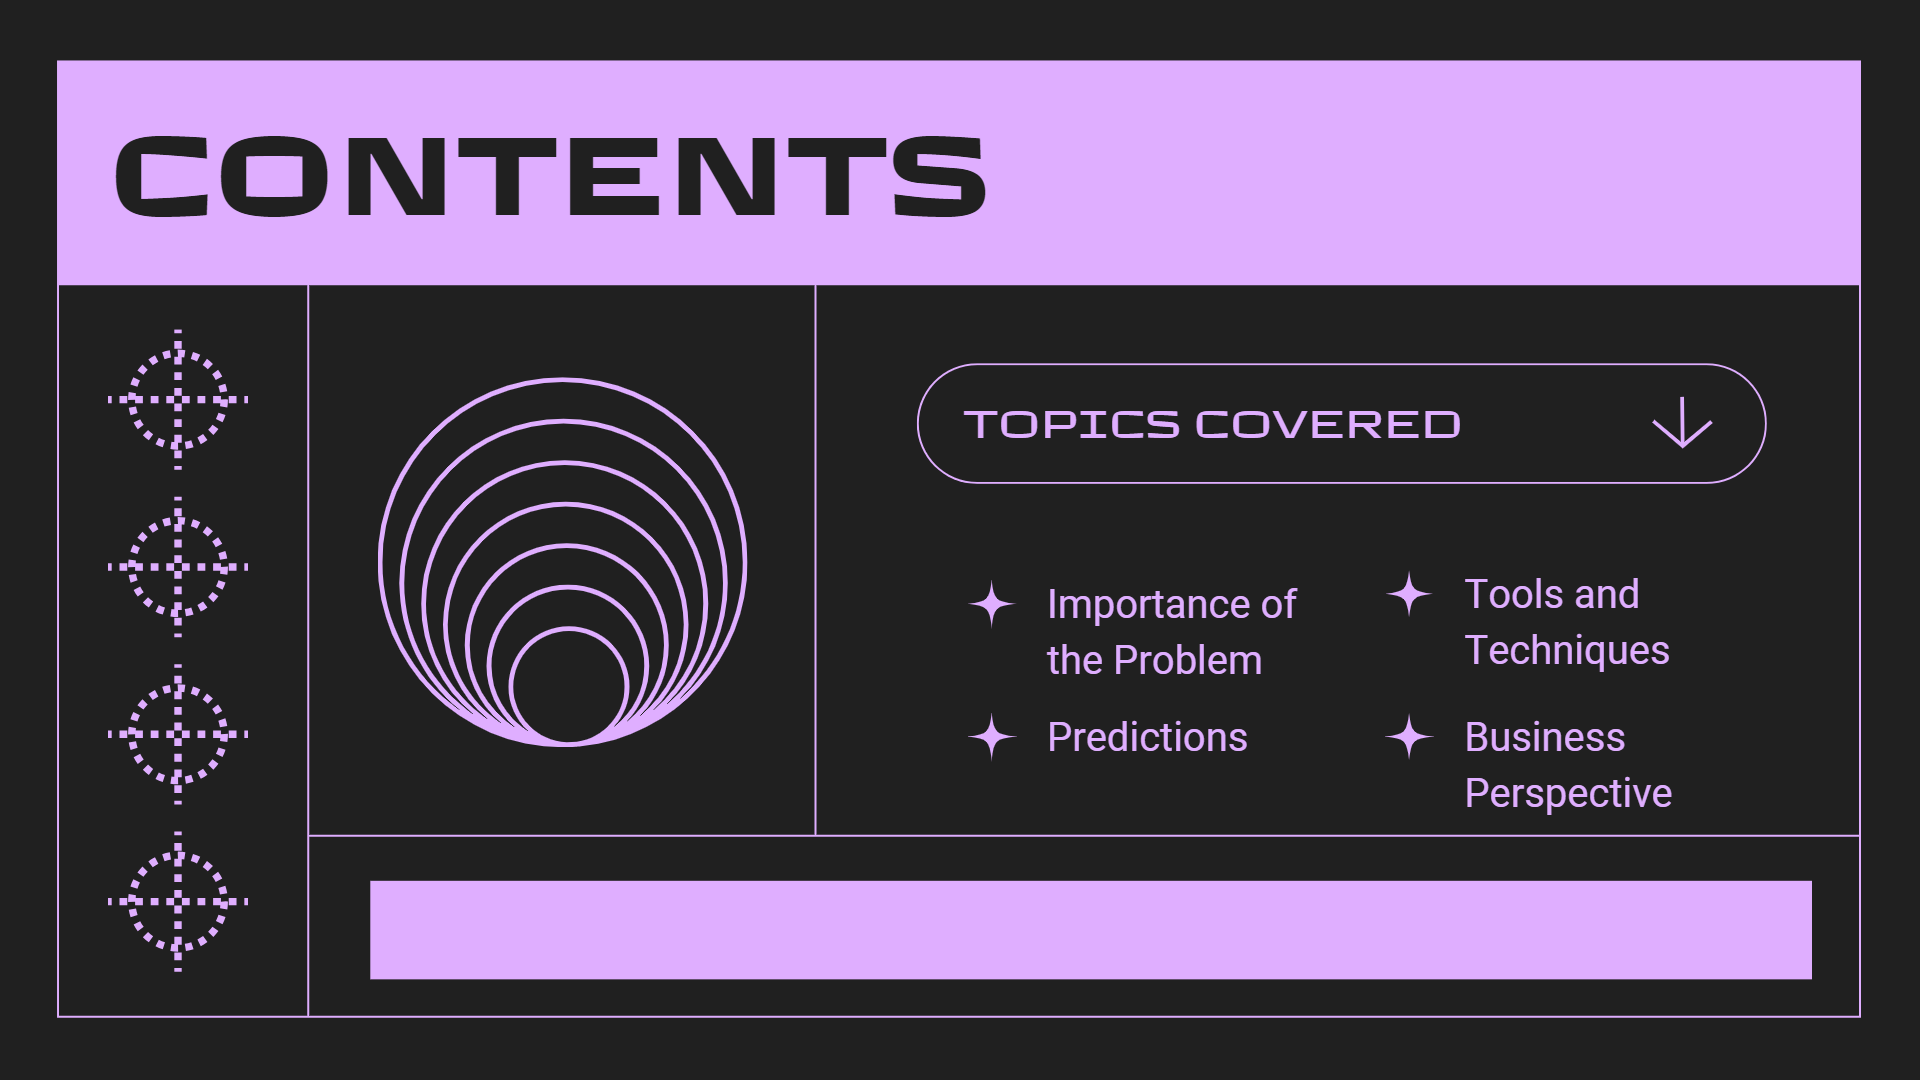 CONTENTS
TOPICS COVERED
Importance of
the Problem
Predictions
Tools and
Techniques
Business
Perspective